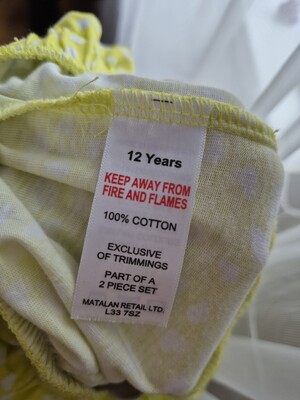 12 Years
KEEP AWAY FROM
FIRE AND FLAMES
100% COTTON
EXCLUSIVE
OF TRIMMINGS
PART OF A
2 PIECE SET
MATALAN RETAIL LTD.
L33 7SZ